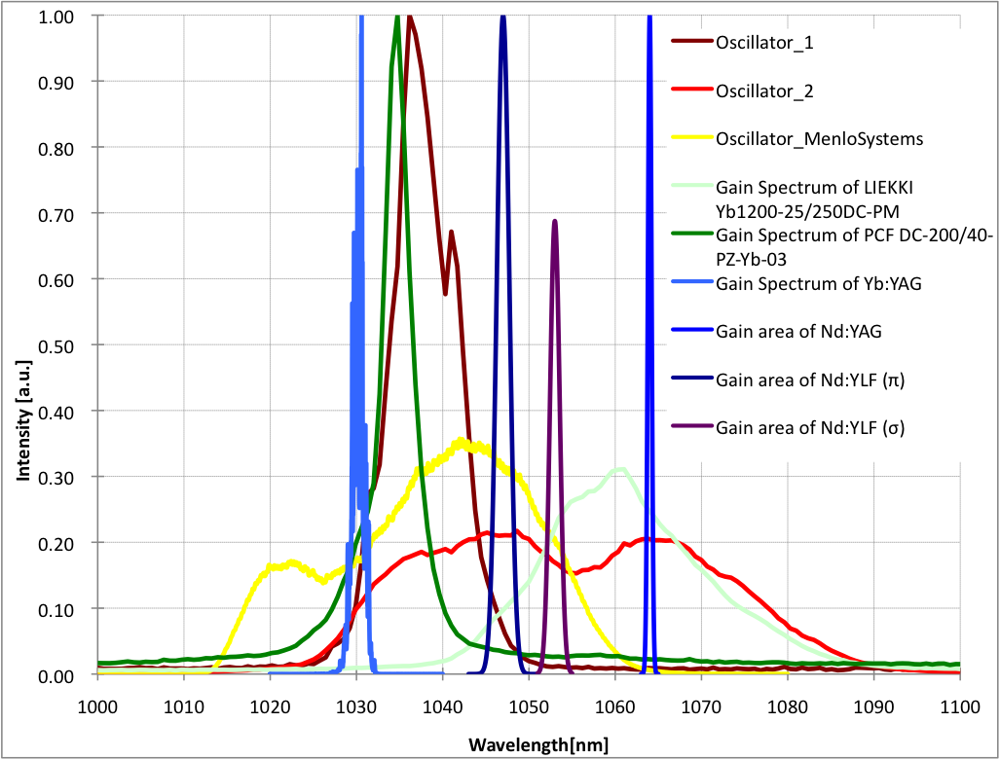 1.00
0.90
0.80
0.70
0.60
0.50
0.40
0.30
0.20
0.10
0.00
Intensity [a.u.]
Oscillator_1
Oscillator_2
Oscillator_MenloSystems
Gain Spectrum of LIEKKI
Yb1200-25/250DC-PM
Gain Spectrum of PCF DC-200/40-
PZ-Yb-03
Gain Spectrum of Yb:YAG
Gain area of Nd:YAG
Gain area of Nd:YLF (π)
Gain area of Nd:YLF (σ)
1000 1010 1020 1030 1040 1050 1060 1070 1080 1090 1100
Wavelength[nm]